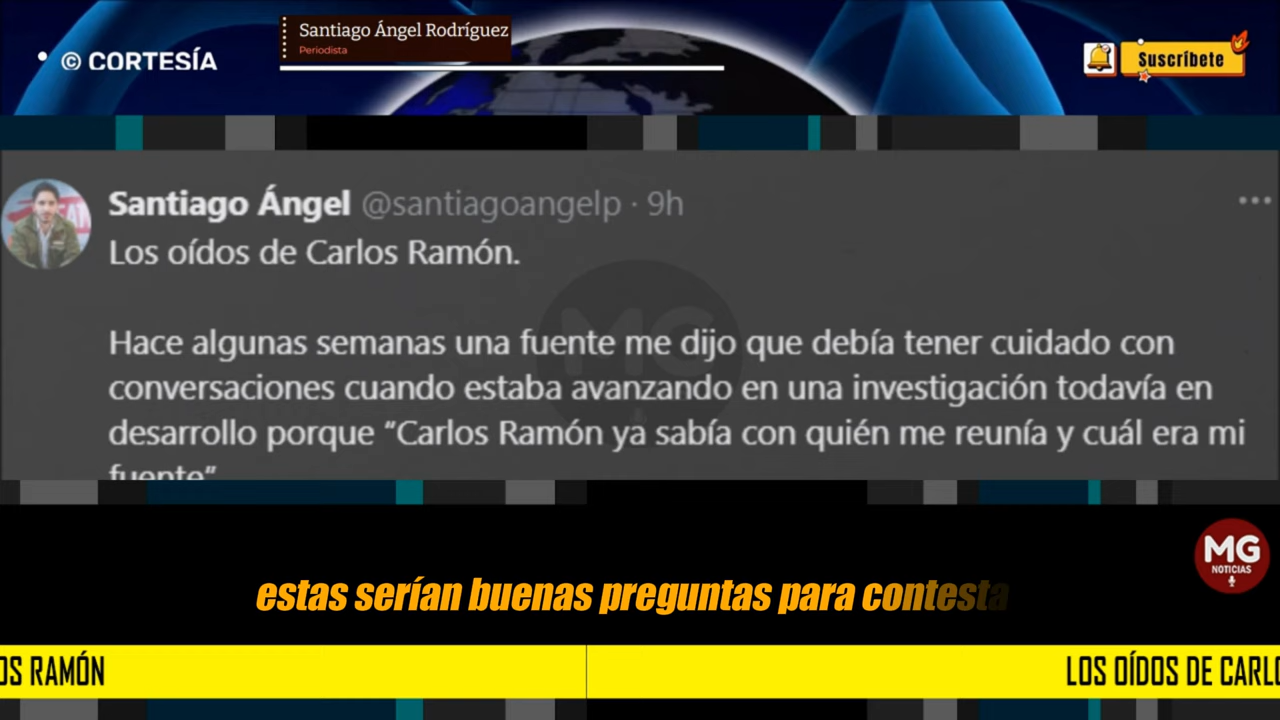 © CORTESÍA
Santiago Ángel Rodríguez
Periodista
Suscríbete
Santiago Ángel @santiagoangelp · 9h
Los oídos de Carlos Ramón.
Hace algunas semanas una fuente me dijo que debía tener cuidado con
conversaciones cuando estaba avanzando en una investigación todavía en
desarrollo porque “Carlos Ramón ya sabía con quién me reunía y cuál era mi
fuente”
MG
MG
NOTICIAS
estas serían buenas preguntas para contesta
OS RAMÓN
LOS OÍDOS DE CARLO